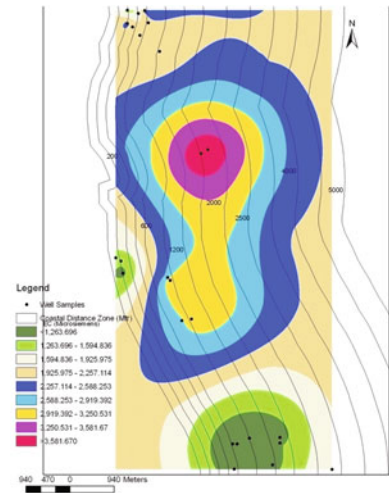 N
200
4000
5000
2000
600
2500
1200
Legend
Well Samples
Coastal Distance Zone (Mtr)
EC (Microsemens)
<1,263.696
1,263.696 - 1,594.836
1,594.836 - 1,925.975
1,925.975 - 2,257.114
2,257.114 - 2,588.253
2,588.253 - 2,919.392
2,919.392 - 3,250.531
3,250.531 - 3,581.67
>3,581.670
940 470 0 940 Meters